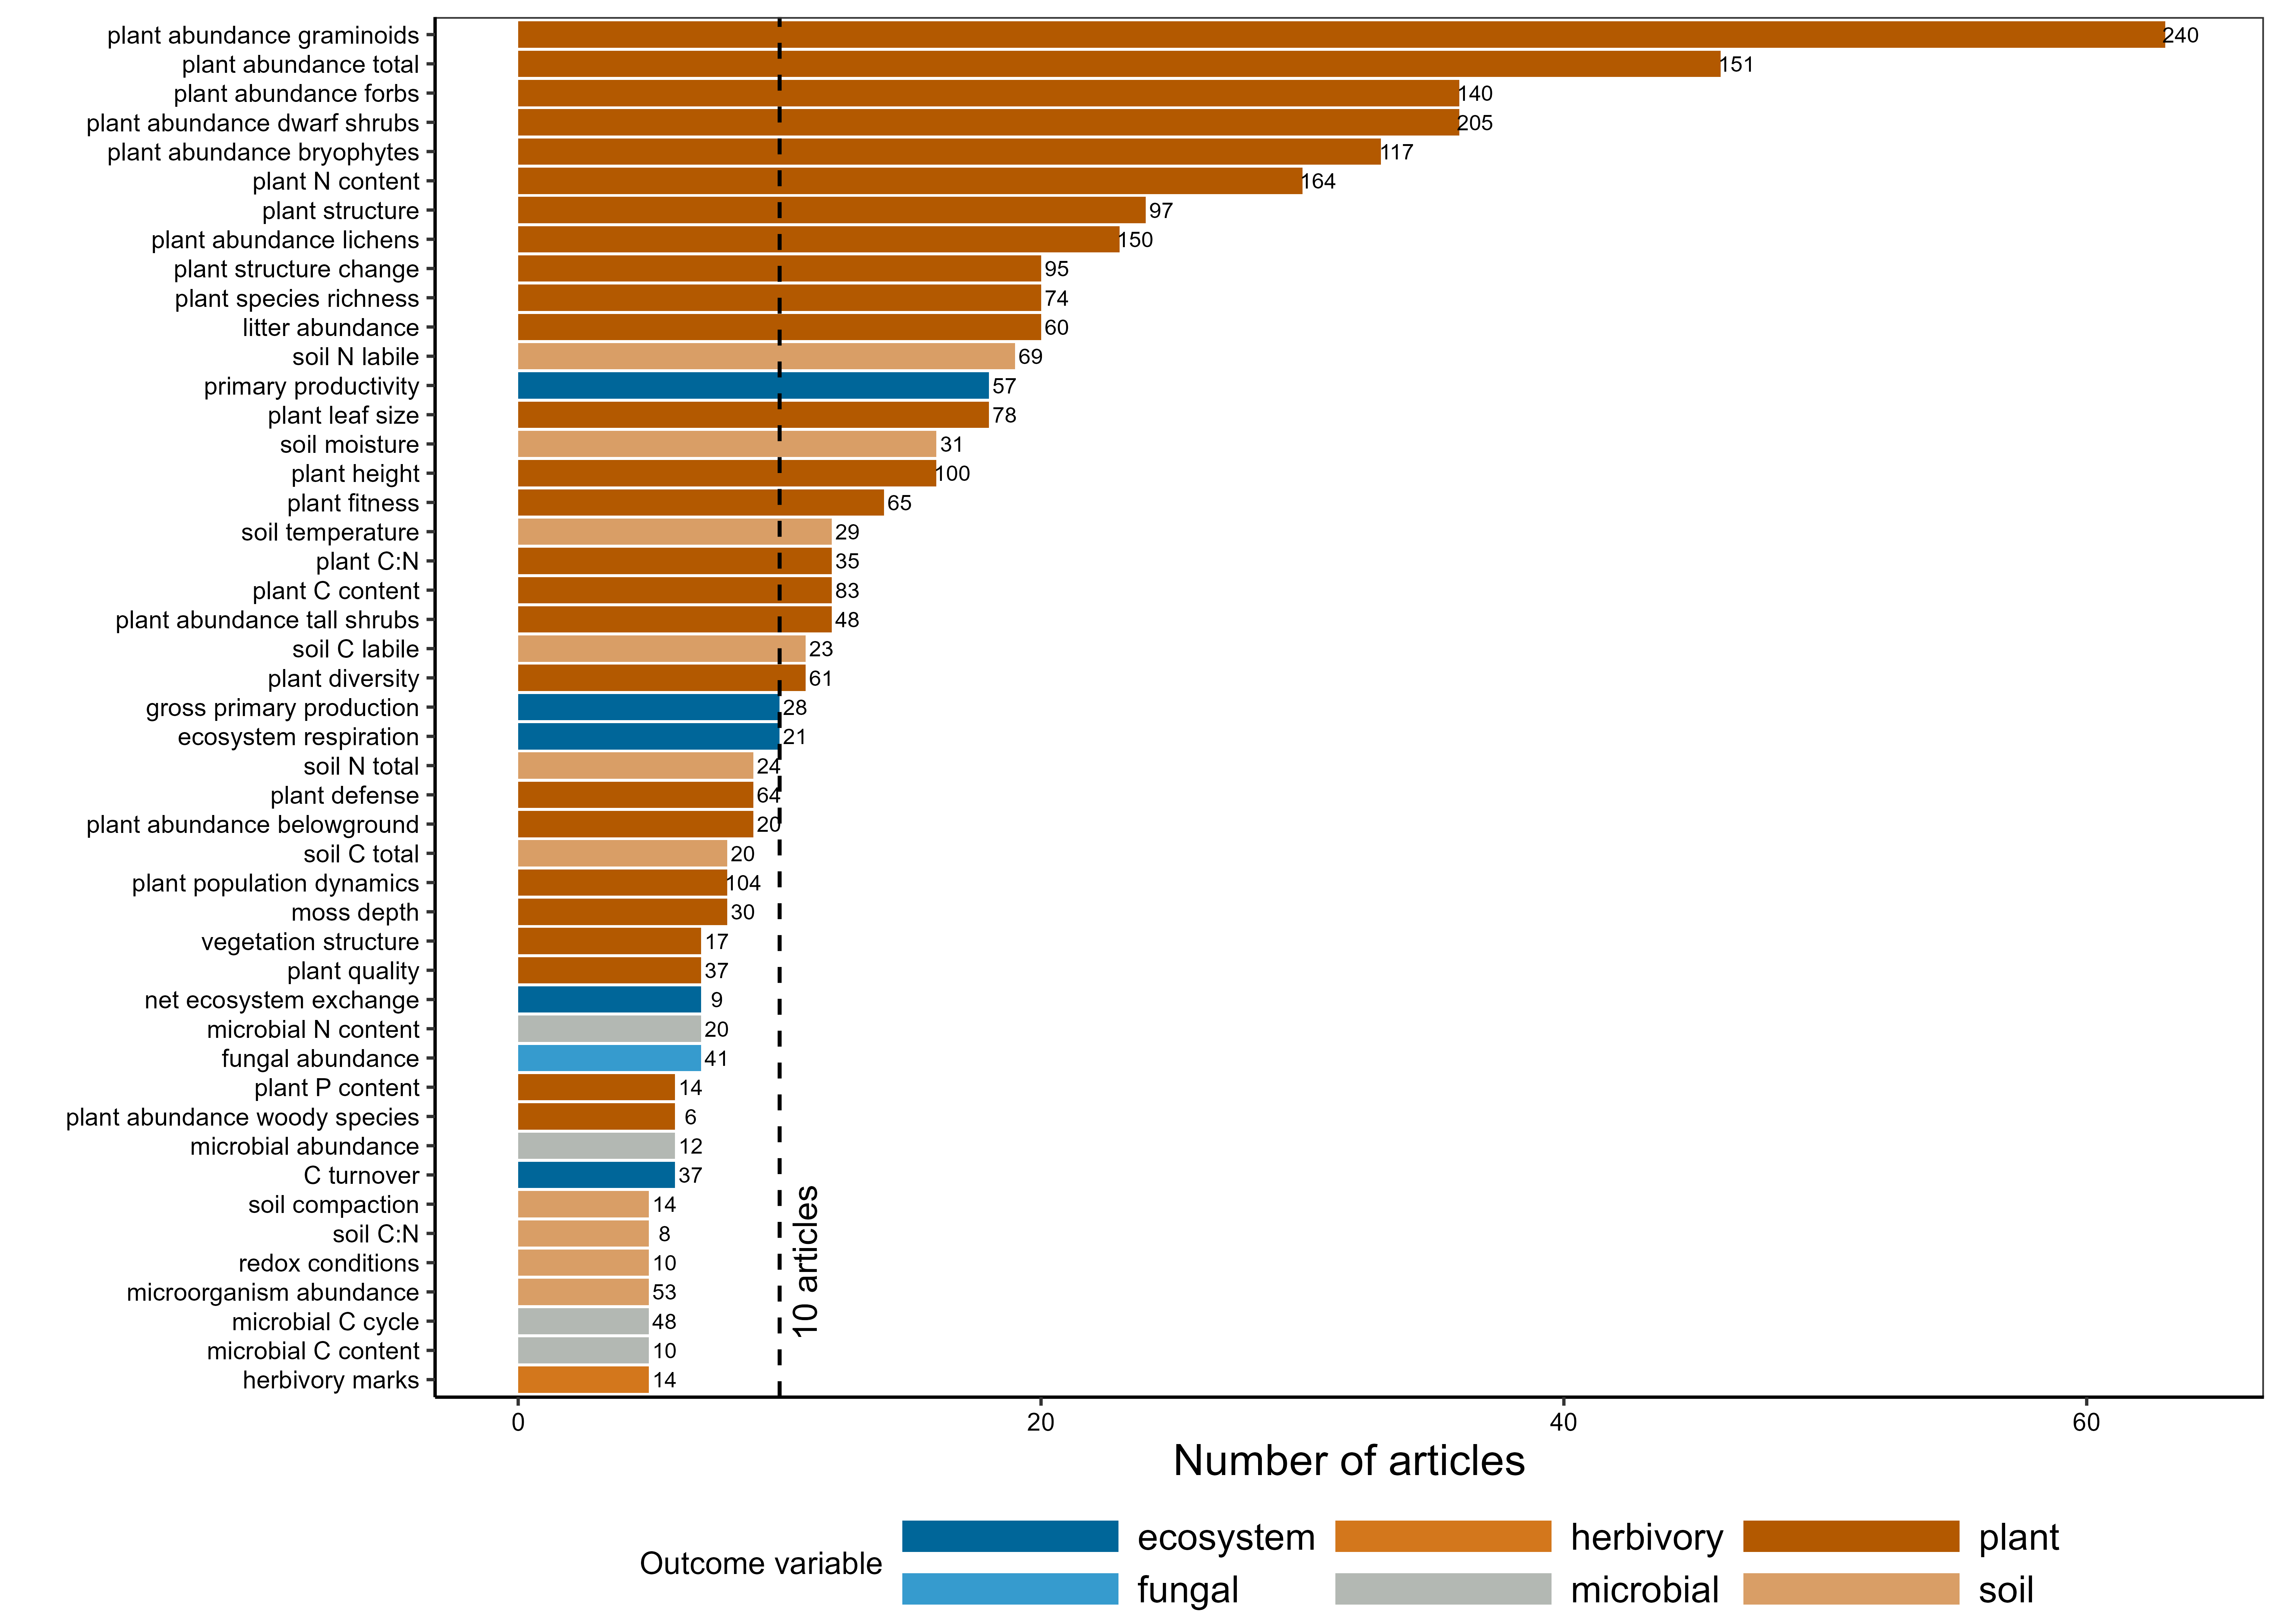 plant abundance graminoids 240
plant abundance total 151
plant abundance forbs 140
plant abundance dwarf shrubs 205
plant abundance bryophytes 117
plant N content 164
plant structure 97
plant abundance lichens 150
plant structure change 95
plant species richness 74
litter abundance 60
soil N labile 69
primary productivity 57
plant leaf size 78
soil moisture 31
plant height 100
plant fitness 65
soil temperature 29
plant C:N 35
plant C content 83
plant abundance tall shrubs 48
soil C labile 23
plant diversity 61
gross primary production 28
ecosystem respiration 21
soil N total 24
plant defense 64
plant abundance belowground 20
soil C total 20
plant population dynamics 104
moss depth 30
vegetation structure 17
plant quality 37
net ecosystem exchange 9
microbial N content 20
fungal abundance 41
plant P content 14
plant abundance woody species 6
microbial abundance 12
C turnover 37
soil compaction 14
soil C:N 8
redox conditions 10
microorganism abundance 53
microbial C cycle 48
microbial C content 10
herbivory marks 14
10 articles
0 20 40 60
Number of articles
Outcome variable
ecosystem herbivory plant
fungal microbial soil